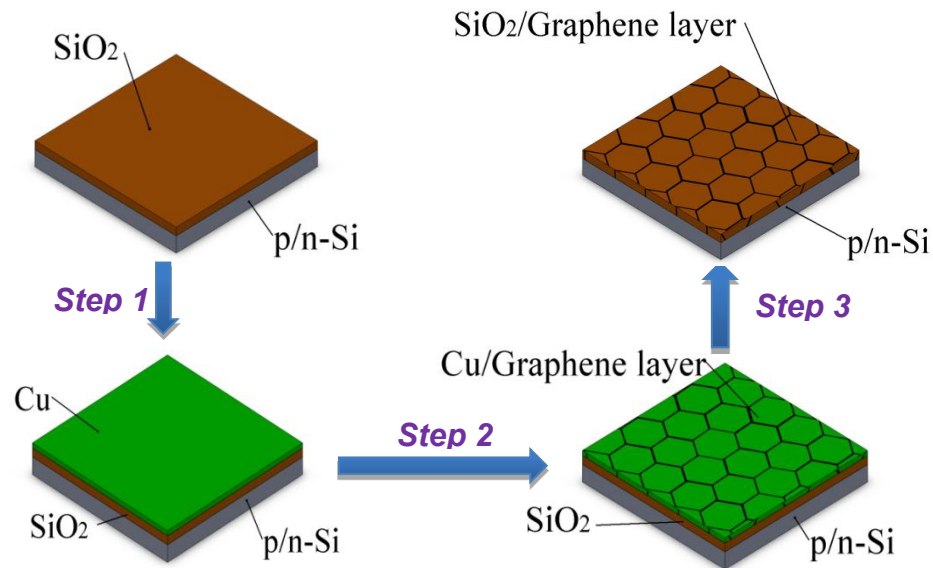 SiO₂
p/n-Si
Step 1
Cu
SiO₂
p/n-Si
Step 2
Cu/Graphene layer
SiO₂
p/n-Si
Step 3
SiO₂/Graphene layer
p/n-Si